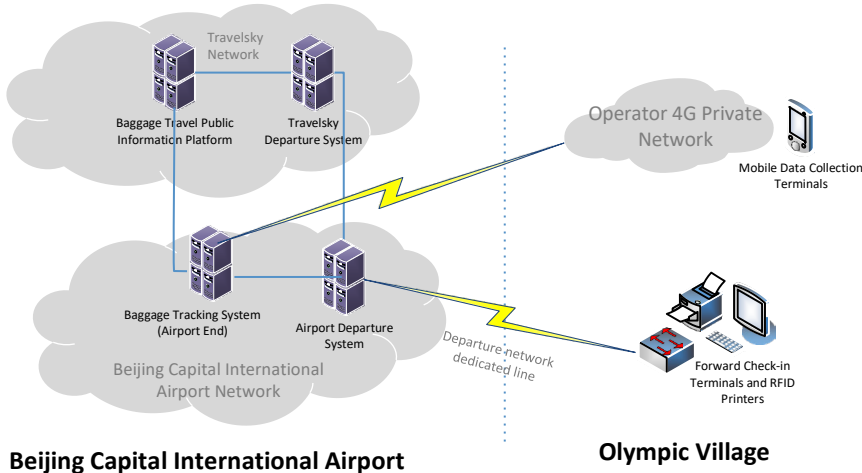 Travelsky
Network
Baggage Travel Public
Information Platform
Travelsky
Departure System
Operator 4G Private
Network
Mobile Data Collection
Terminals
Baggage Tracking System
(Airport End)
Airport Departure
System
Beijing Capital International
Airport Network
Departure network
dedicated line
Forward Check-in
Terminals and RFID
Printers
Beijing Capital International Airport
Olympic Village